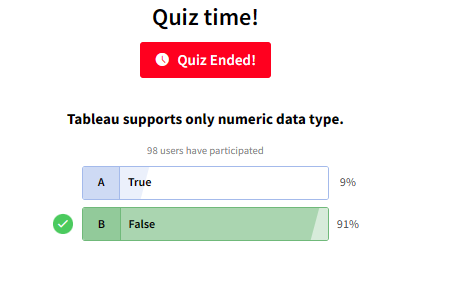 Quiz time!
Quiz Ended!
Tableau supports only numeric data type.
98 users have participated
A True 9%
B False 91%